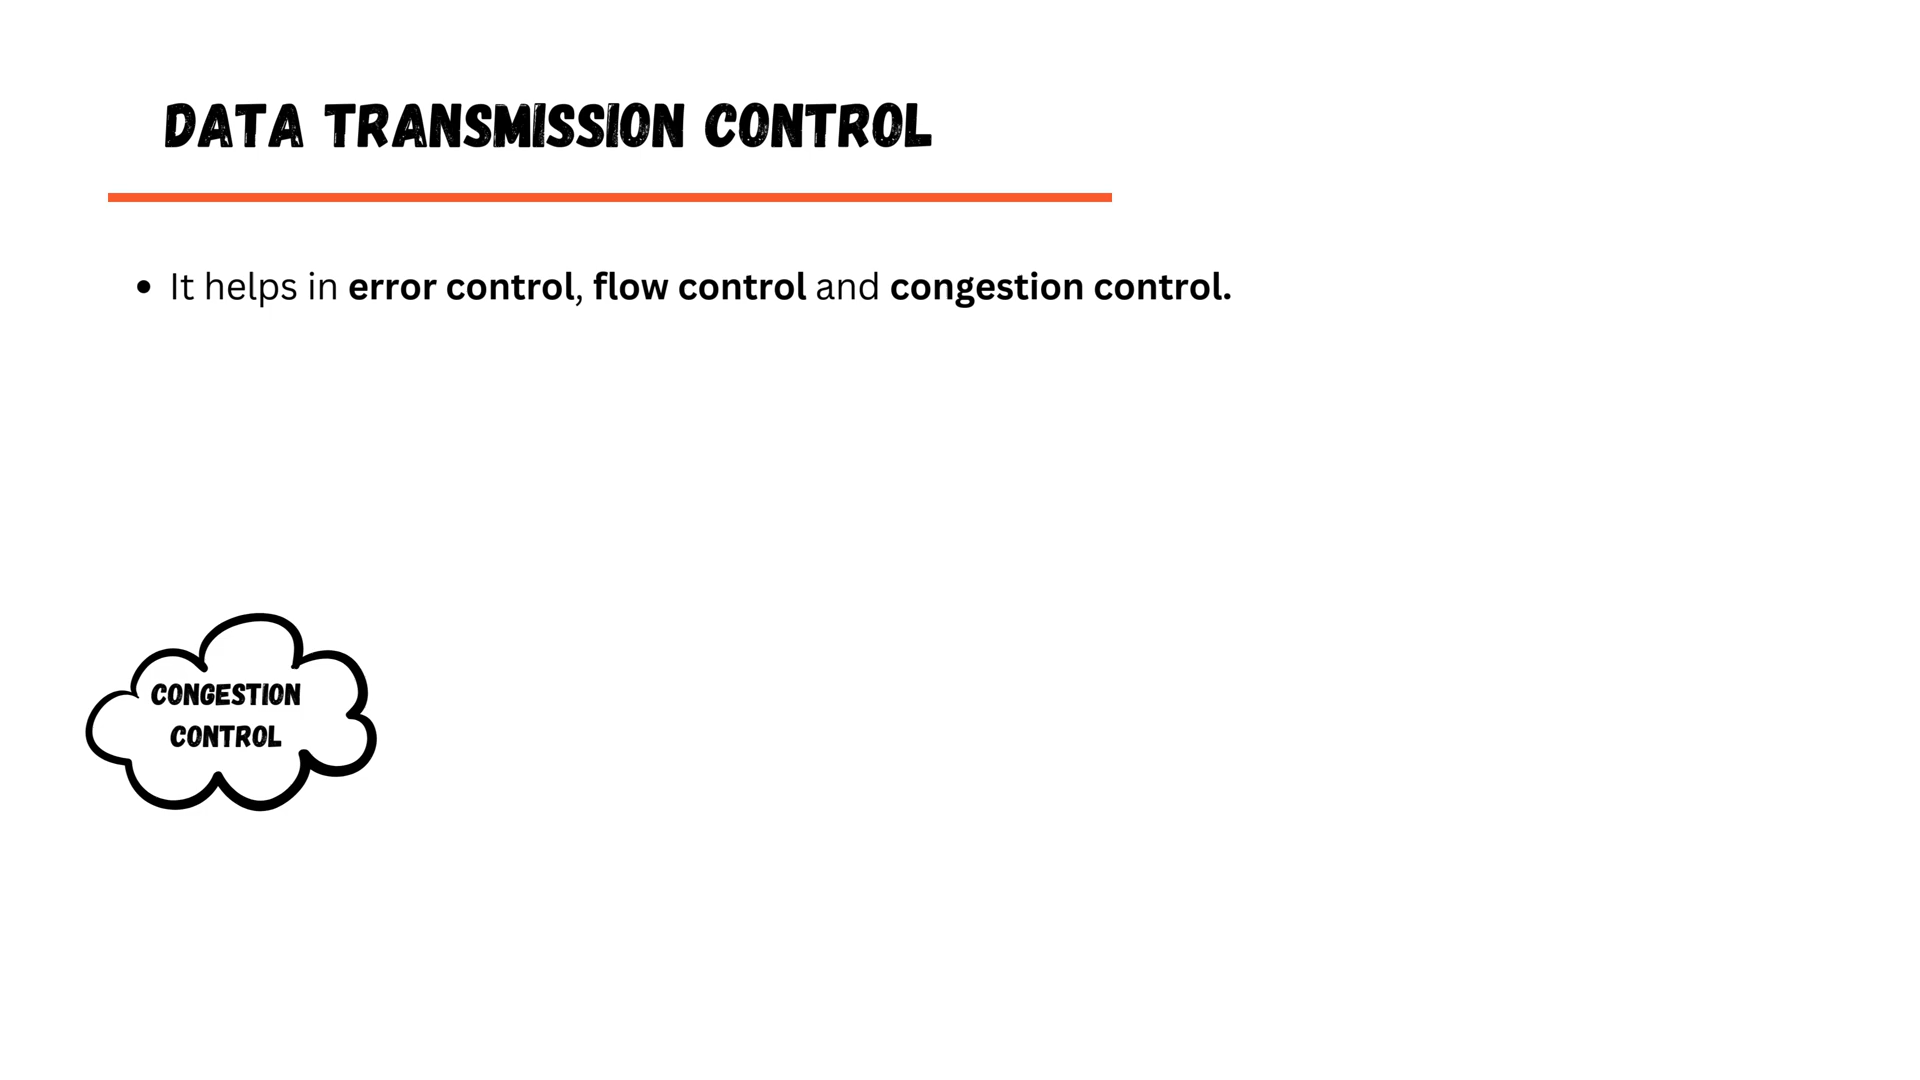 DATA TRANSMISSION CONTROL
• It helps in error control, flow control and congestion control.
CONGESTION
CONTROL